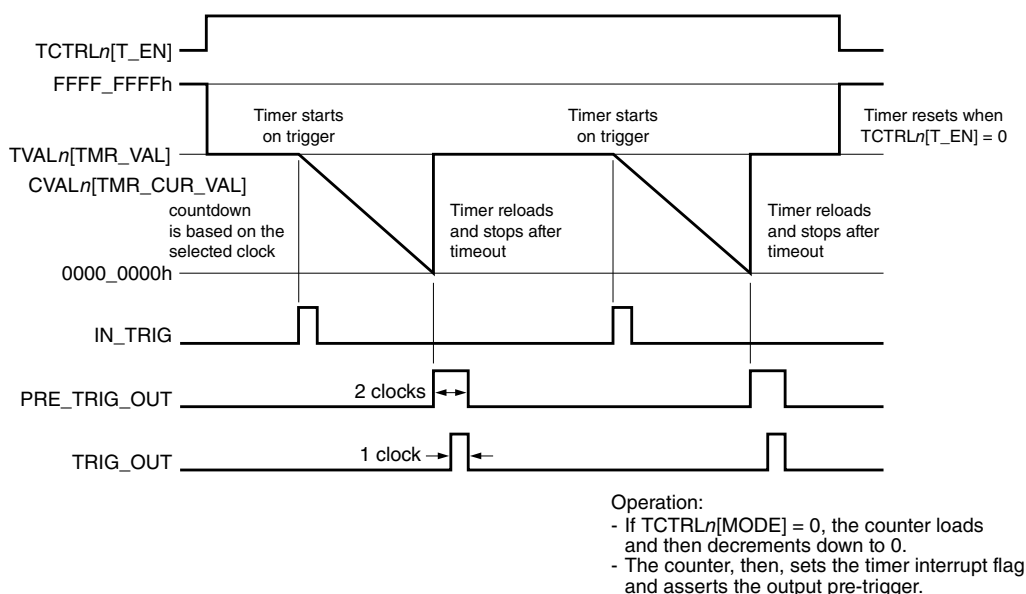 TCTRLn[T_EN]
FFFF_FFFFh
Timer starts
on trigger
Timer starts
on trigger
Timer resets when
TCTRLn[T_EN] = 0
TVALn[TMR_VAL]
CVALn[TMR_CUR_VAL]
countdown
is based on the
selected clock
Timer reloads
and stops after
timeout
Timer reloads
and stops after
timeout
0000_0000h
IN_TRIG
2 clocks
PRE_TRIG_OUT
1 clock
TRIG_OUT
Operation:
- If TCTRLn[MODE] = 0, the counter loads
and then decrements down to 0.
- The counter, then, sets the timer interrupt flag
and asserts the output pre-trigger.